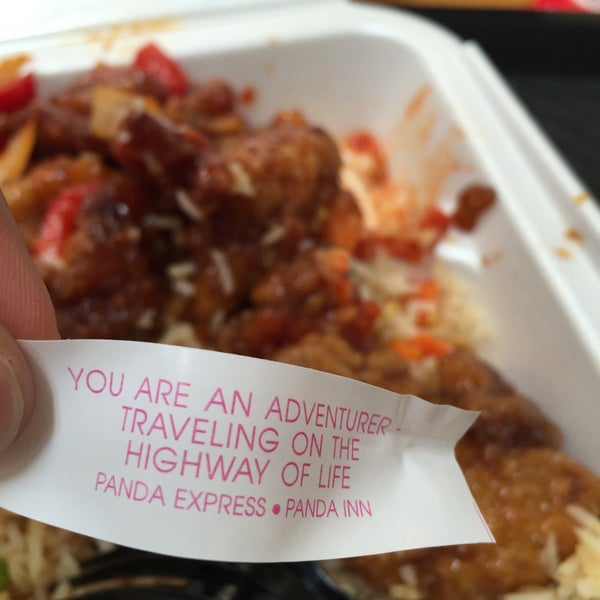 YOU ARE AN ADVENTURER -
TRAVELING ON THE
HIGHWAY OF LIFE
PANDA EXPRESS • PANDA INN